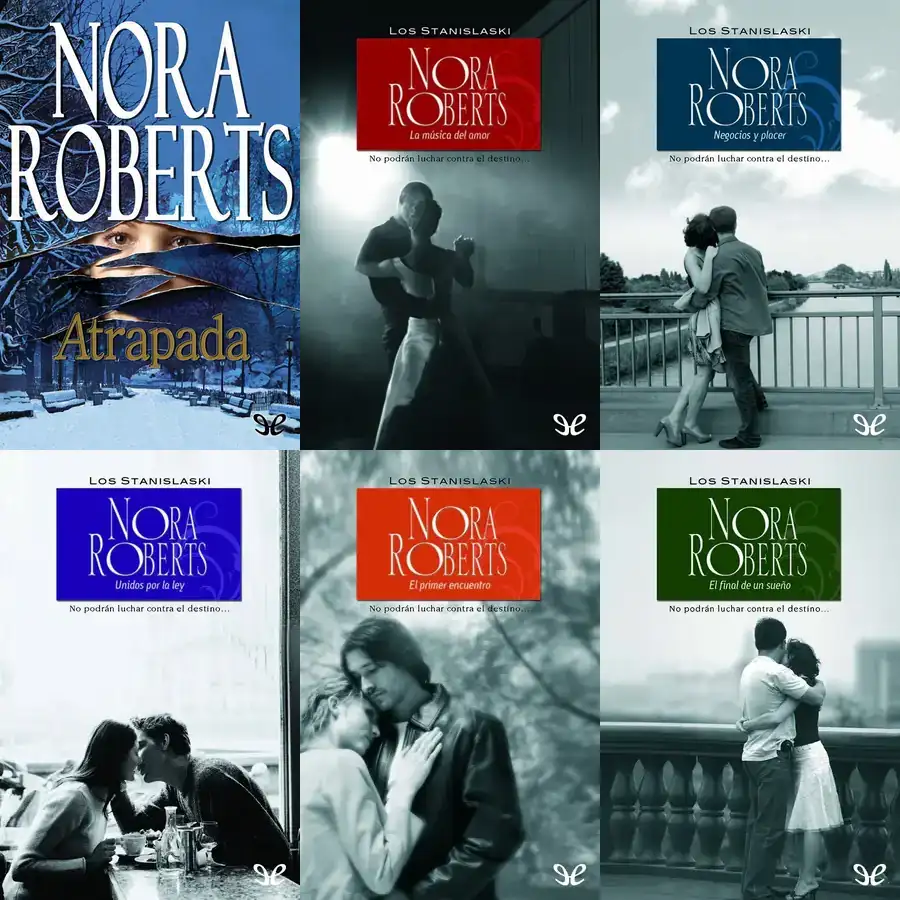 NORA
ROBERTS
Atrapada
LOS STANISLASKI
NORA
ROBERTS
La música del amor
No podrán luchar contra el destino...
LOS STANISLASKI
NORA
ROBERTS
Negocios y placer
No podrán luchar contra el destino...
LOS STANISLASKI
NORA
ROBERTS
Unidos por la ley
No podrán luchar contra el destino...
LOS STANISLASKI
NORA
ROBERTS
El primer encuentro
No podrán luchar contra el destino...
LOS STANISLASKI
NORA
ROBERTS
El final de un sueño
No podrán luchar contra el destino...